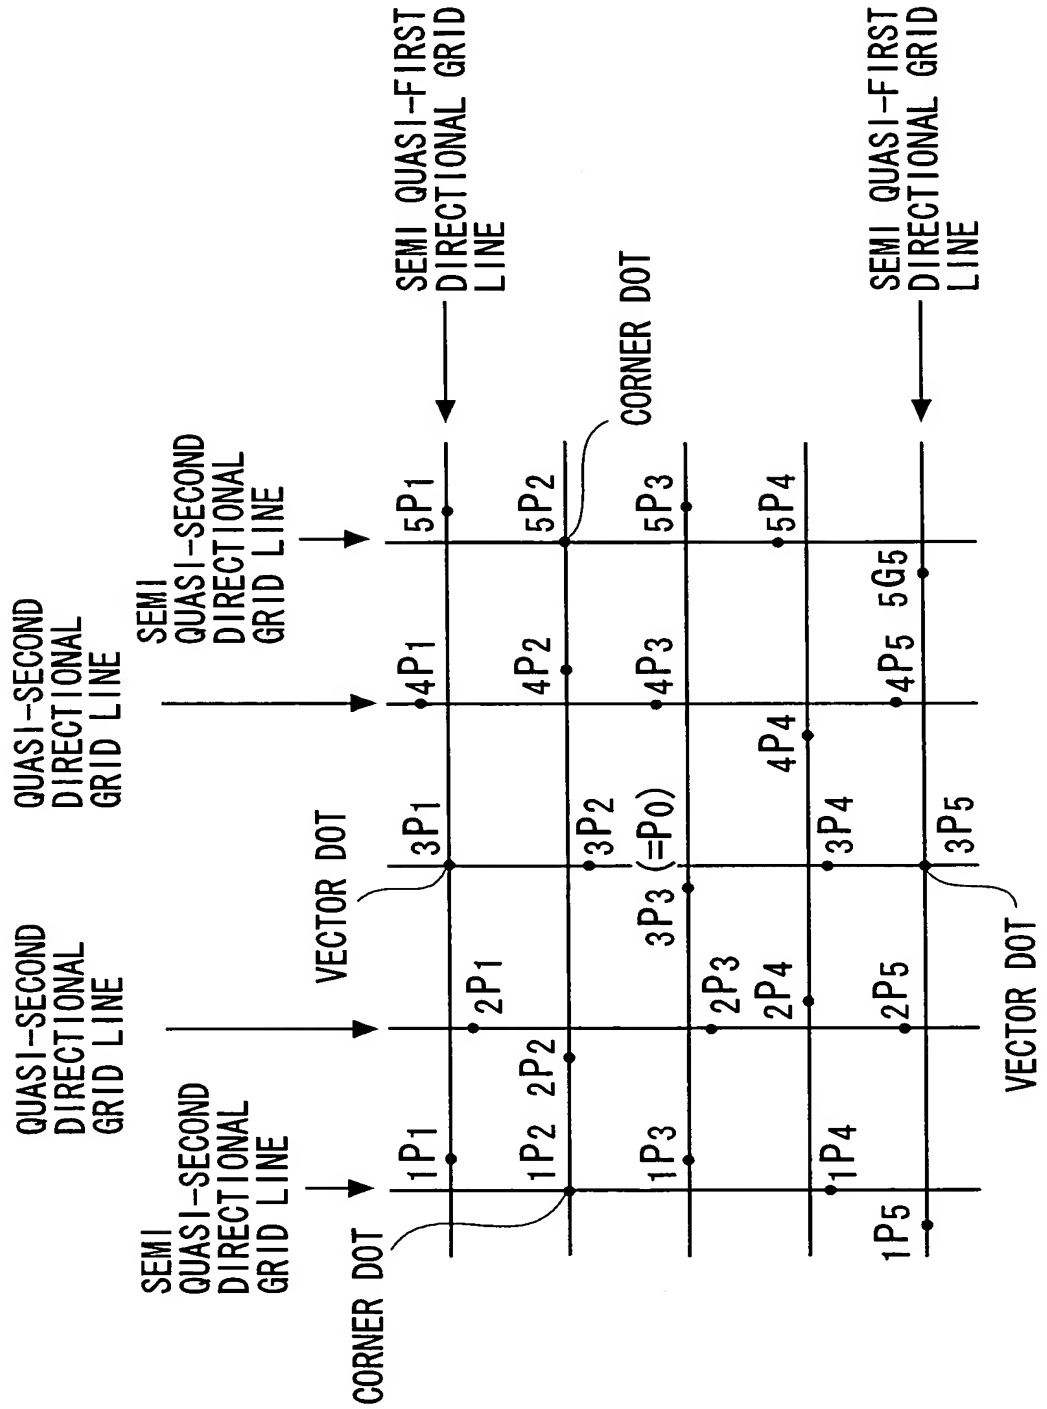 SEMI QUASI-FIRST
DIRECTIONAL GRID
LINE
SEMI QUASI-FIRST
DIRECTIONAL GRID
LINE
CORNER DOT
SEMI
QUASI-SECOND
DIRECTIONAL
GRID LINE
5P1
5P2
5P3
5P4
5G5
QUASI-SECOND
DIRECTIONAL
GRID LINE
4P1
4P2
4P3
4P4
4P5
VECTOR DOT
3P1
3P2
3P3
(=P0)
3P4
3P5
VECTOR DOT
QUASI-SECOND
DIRECTIONAL
GRID LINE
2P1
2P2
2P3
2P4
2P5
SEMI
QUASI-SECOND
DIRECTIONAL
GRID LINE
1P1
1P2
1P3
1P4
1P5
CORNER DOT